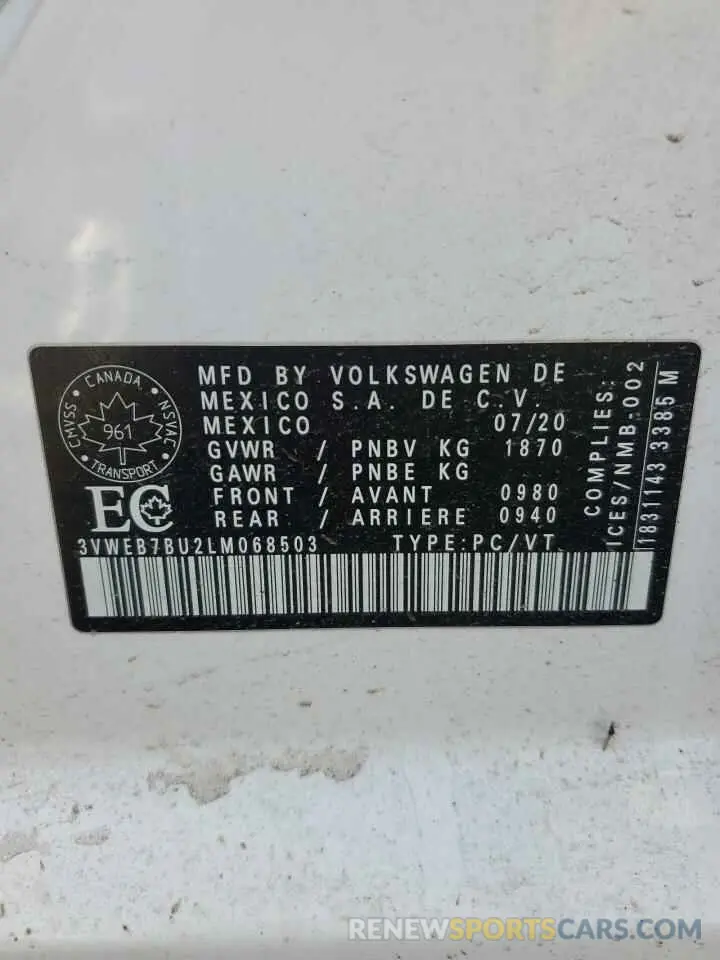 CANADA
CMVSS
NSVAC
961
TRANSPORT
EC
MFD BY VOLKSWAGEN DE
MEXICO S.A. DE C.V.
MEXICO 07/20
GVWR / PNBV KG 1870
GAWR / PNBE KG
FRONT / AVANT 0980
REAR / ARRIERE 0940
3VWEB7BU2LM068503 TYPE:PC/VT
COMPLIES:
ICES/NMB-002
1831143 3385 M
RENEWSPORTSCARS.COM